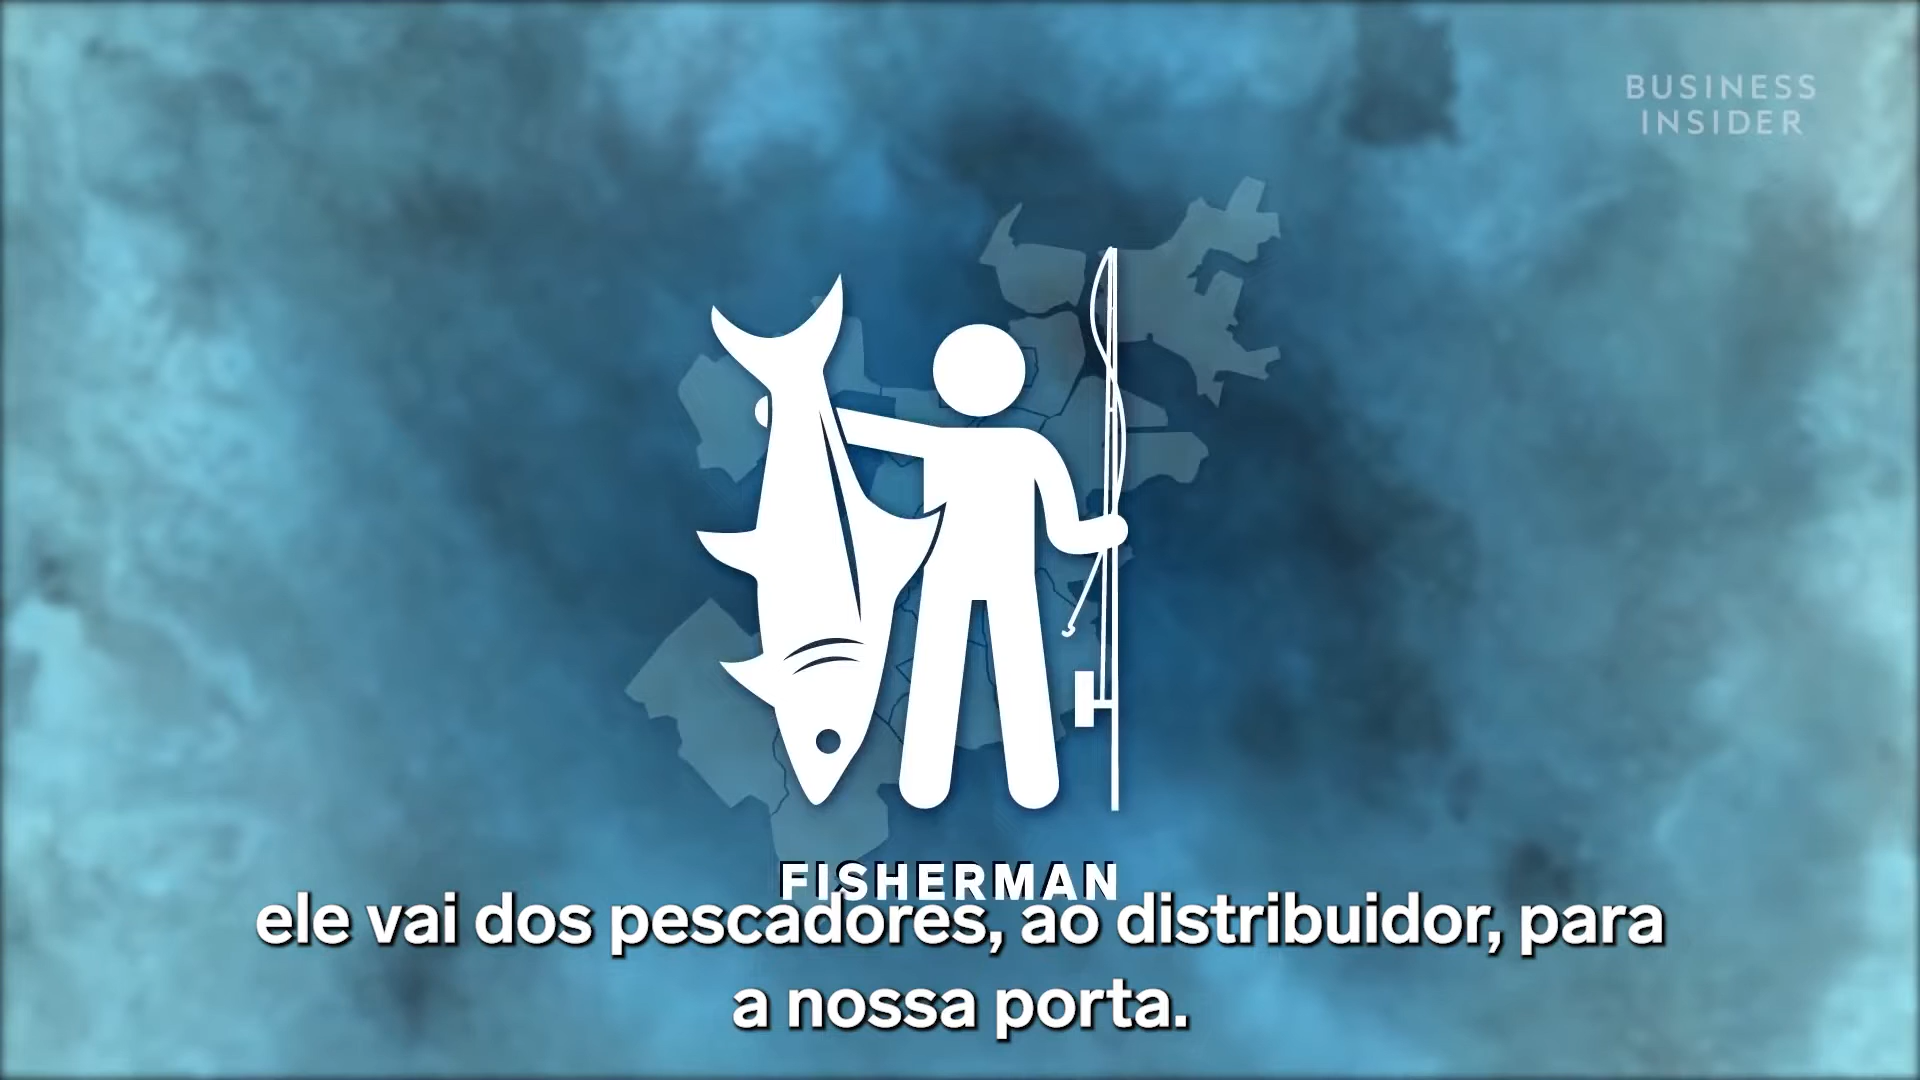 BUSINESS
INSIDER
FISHERMAN
ele vai dos pescadores, ao distribuidor, para
a nossa porta.